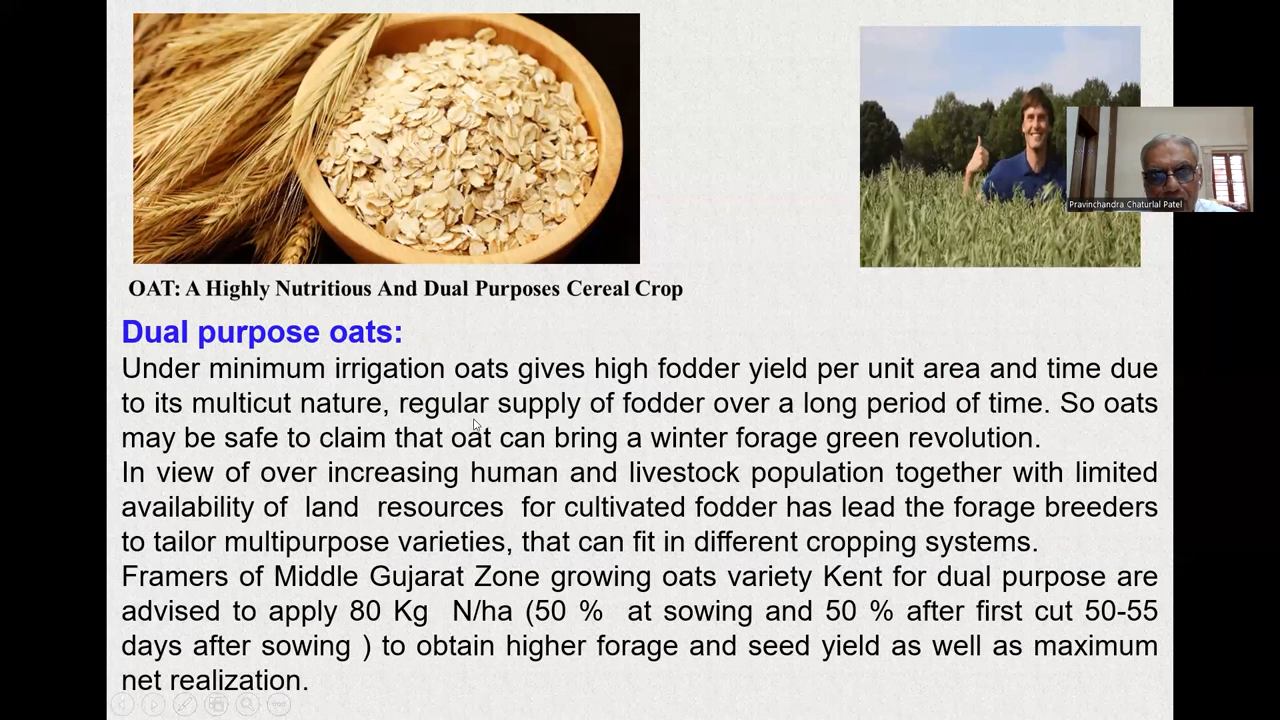 Pravinchandra Chaturlal Patel
OAT: A Highly Nutritious And Dual Purposes Cereal Crop
Dual purpose oats:
Under minimum irrigation oats gives high fodder yield per unit area and time due
to its multicut nature, regular supply of fodder over a long period of time. So oats
may be safe to claim that oat can bring a winter forage green revolution.
In view of over increasing human and livestock population together with limited
availability of land resources for cultivated fodder has lead the forage breeders
to tailor multipurpose varieties, that can fit in different cropping systems.
Framers of Middle Gujarat Zone growing oats variety Kent for dual purpose are
advised to apply 80 Kg N/ha (50 % at sowing and 50 % after first cut 50-55
days after sowing ) to obtain higher forage and seed yield as well as maximum
net realization.